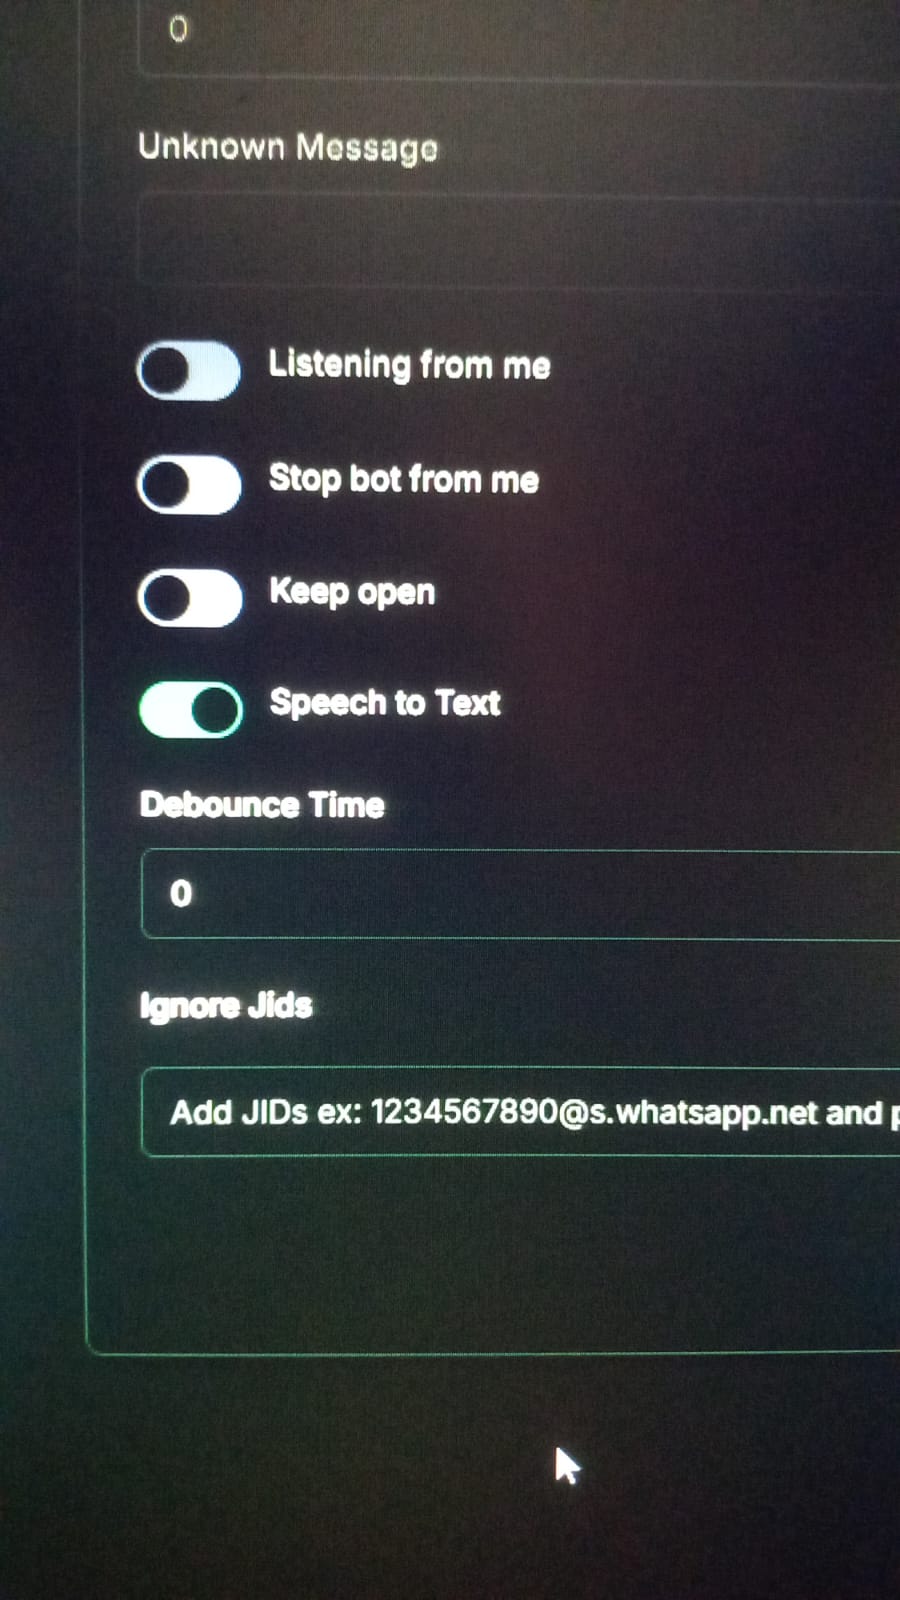 0
Unknown Message
Listening from me
Stop bot from me
Keep open
Speech to Text
Debounce Time
0
Ignore Jids
Add JIDs ex: 1234567890@s.whatsapp.net and